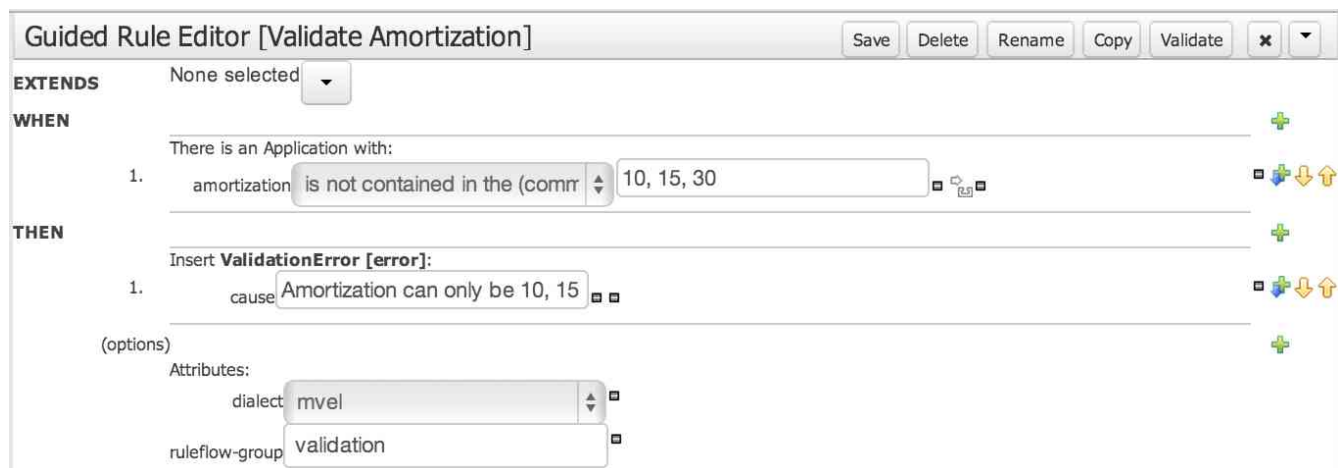 Guided Rule Editor [Validate Amortization] Save Delete Rename Copy Validate
EXTENDS None selected
WHEN
There is an Application with:
1. amortization is not contained in the (comm 10, 15, 30
THEN
Insert ValidationError [error]:
1. cause Amortization can only be 10, 15
(options)
Attributes:
dialect mvel
ruleflow-group validation